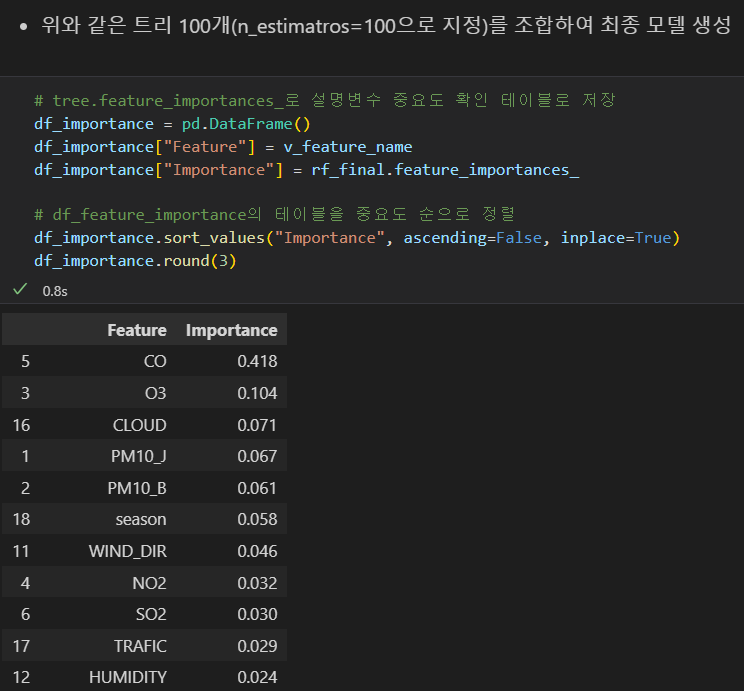 • 위와 같은 트리 100개(n_estimatros=100으로 지정)를 조합하여 최종 모델 생성
# tree.feature_importances_로 설명변수 중요도 확인 테이블로 저장
df_importance = pd.DataFrame()
df_importance["Feature"] = v_feature_name
df_importance["Importance"] = rf_final.feature_importances_
# df_feature_importance의 테이블을 중요도 순으로 정렬
df_importance.sort_values("Importance", ascending=False, inplace=True)
df_importance.round(3)
✓ 0.8s
Feature Importance
5 CO 0.418
3 O3 0.104
16 CLOUD 0.071
1 PM10_J 0.067
2 PM10_B 0.061
18 season 0.058
11 WIND_DIR 0.046
4 NO2 0.032
6 SO2 0.030
17 TRAFIC 0.029
12 HUMIDITY 0.024